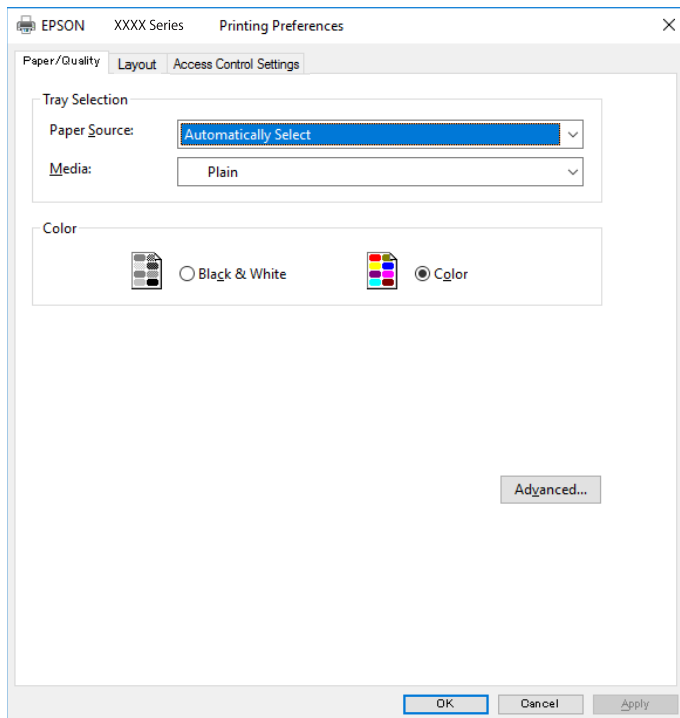 EPSON XXXX Series Printing Preferences
Paper/Quality Layout Access Control Settings
Tray Selection
Paper Source: Automatically Select
Media: Plain
Color
Black & White Color
Advanced...
OK Cancel Apply